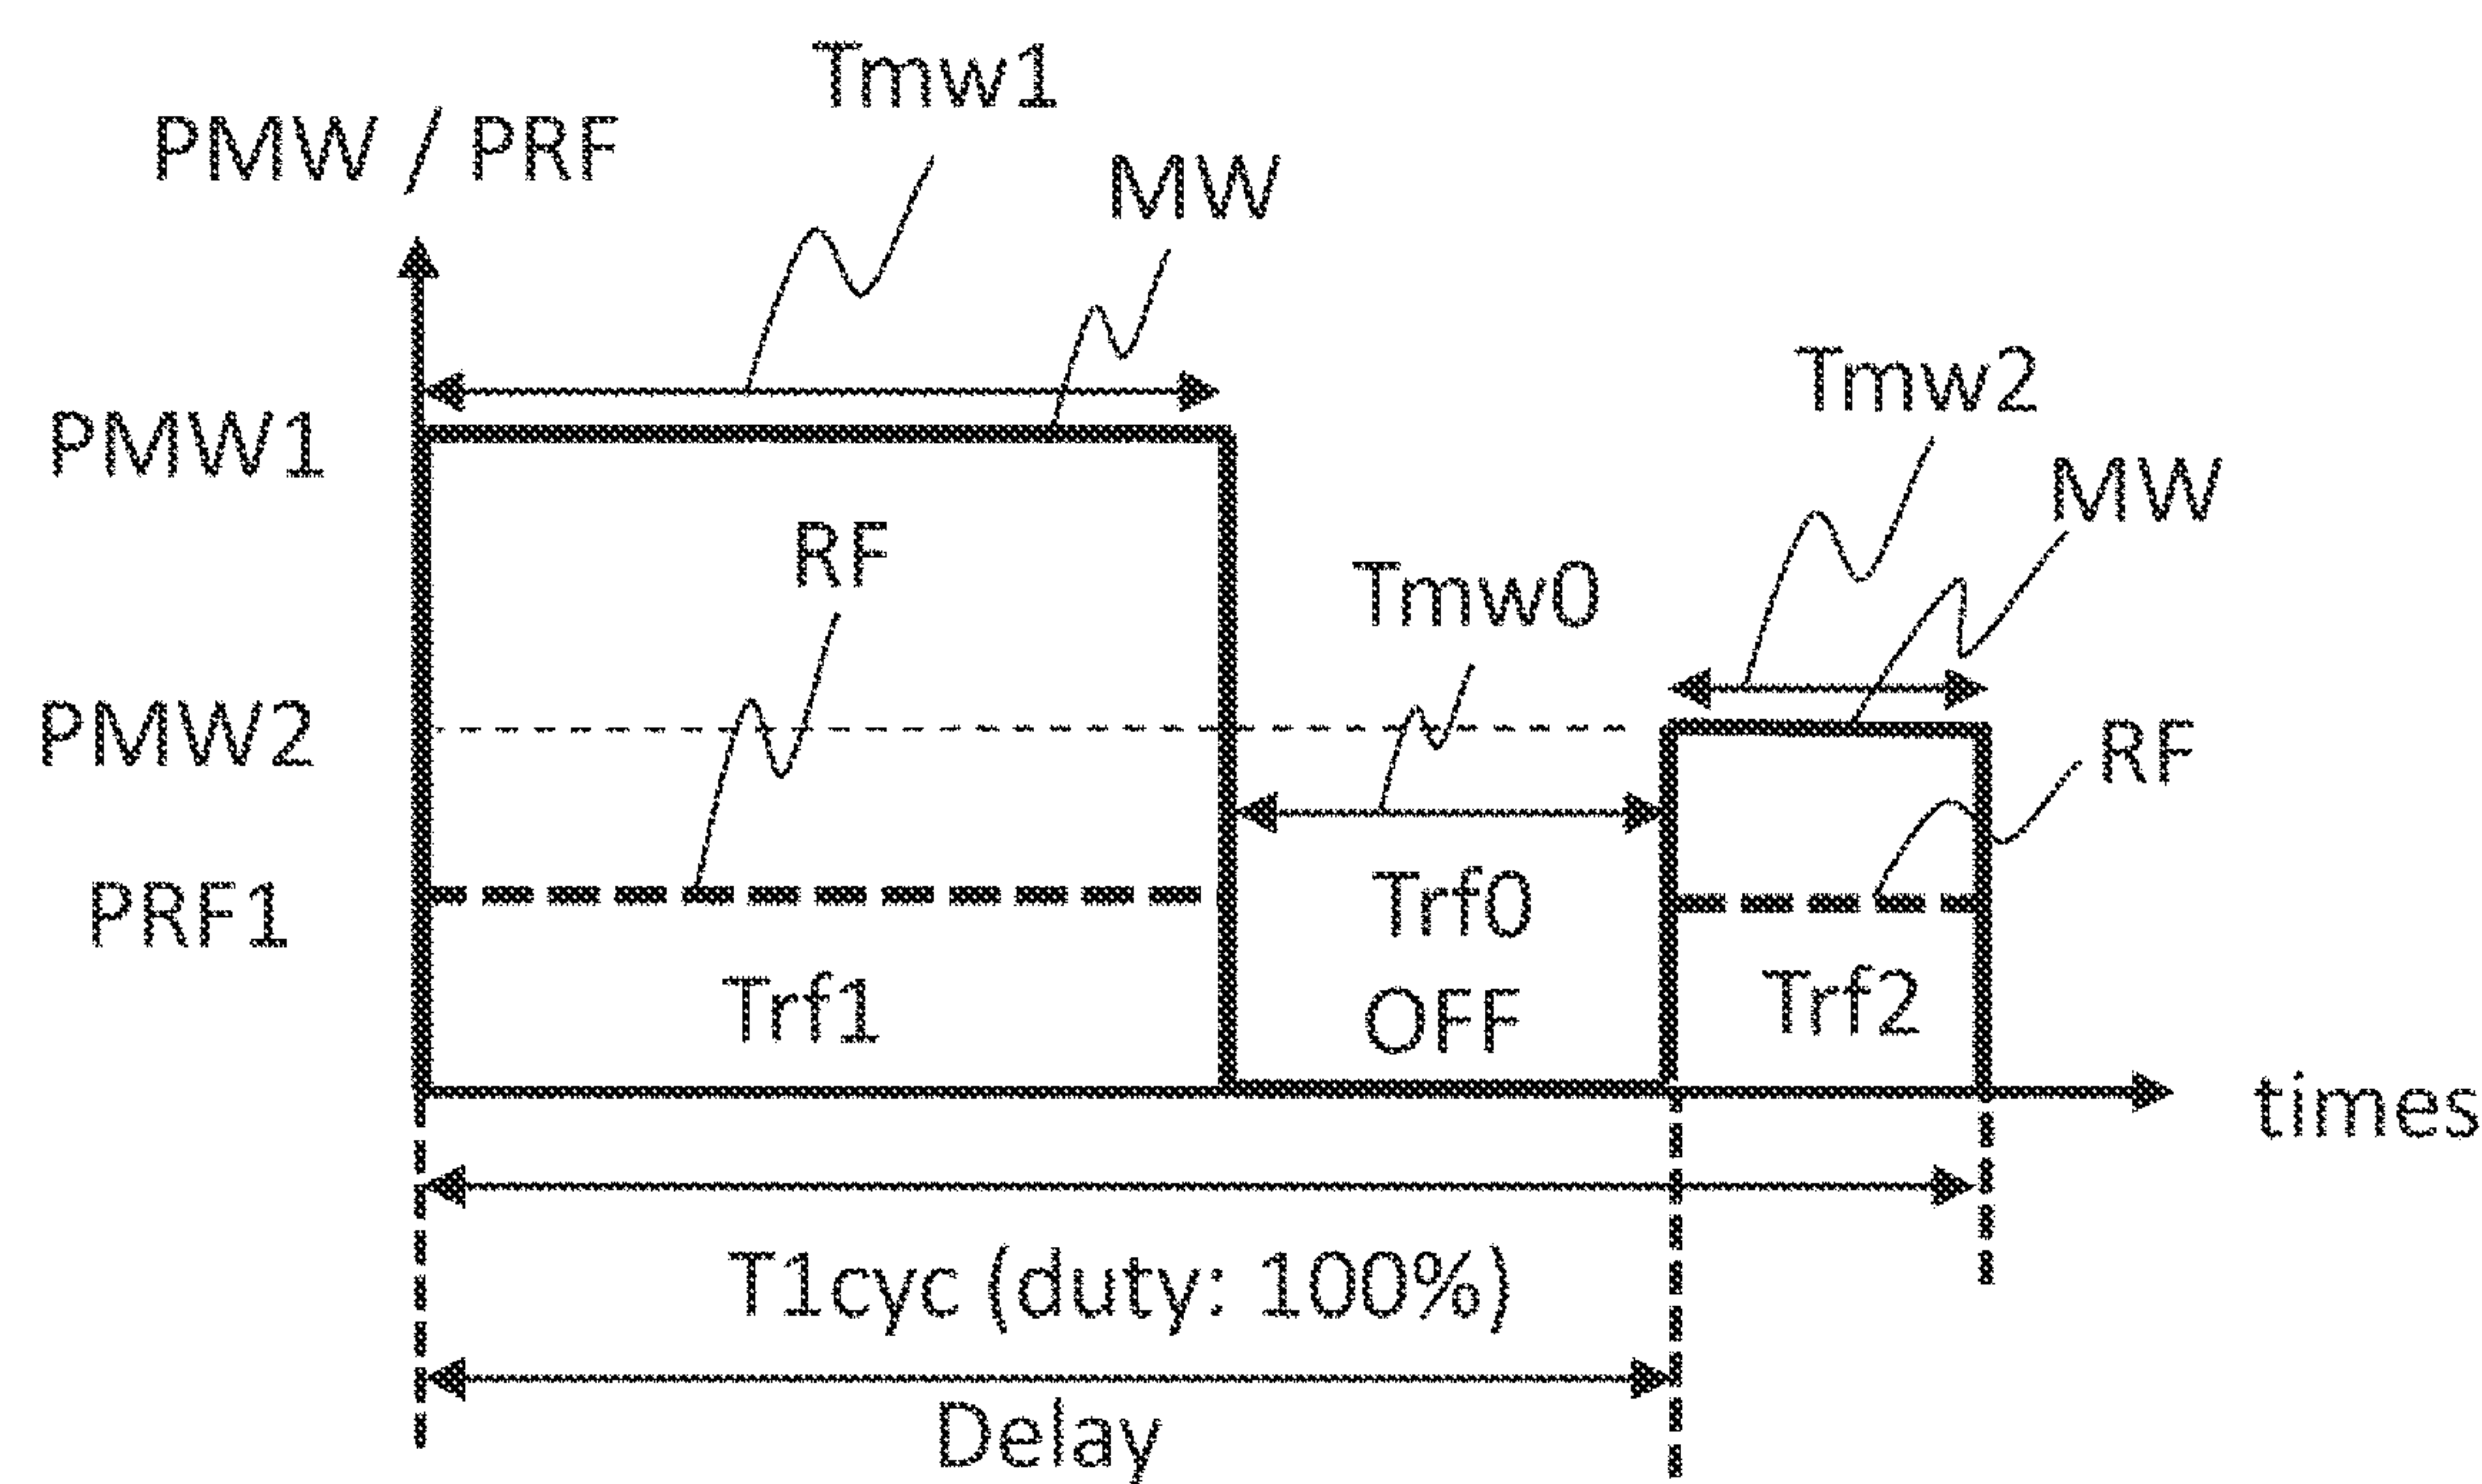 Tmw1
PMW / PRF
MW
PMW1
Tmw2
MW
RF
Tmw0
PMW2
RF
PRF1
Trf0
OFF
Trf1
Trf2
times
T1cyc (duty: 100%)
Delay